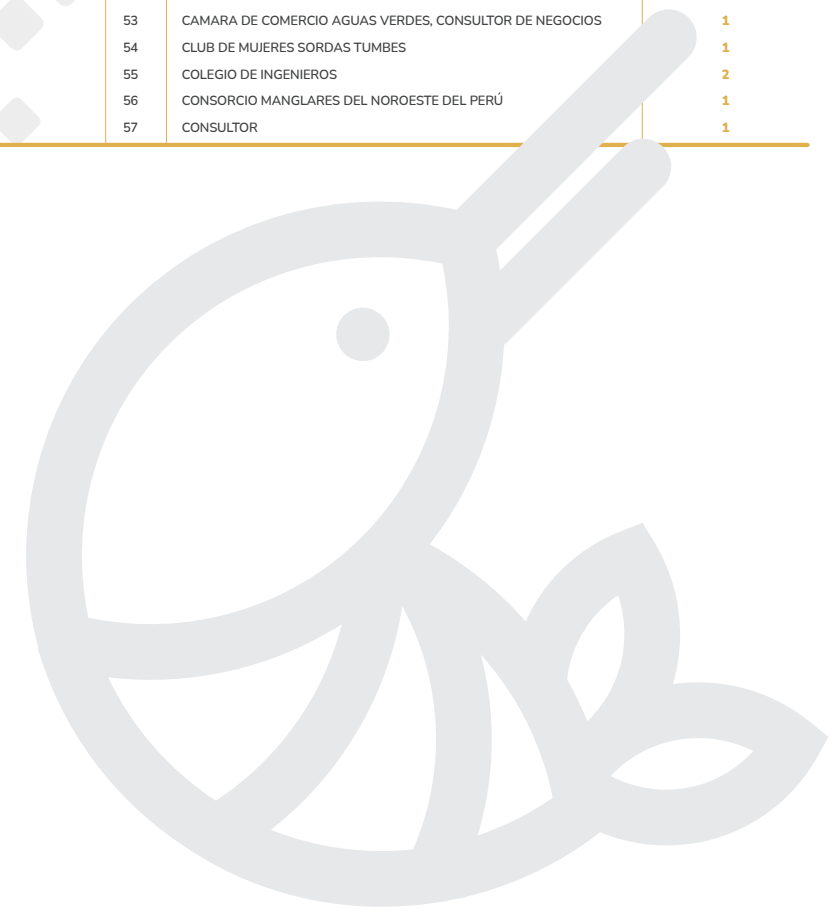 53 CAMARA DE COMERCIO AGUAS VERDES, CONSULTOR DE NEGOCIOS 1
54 CLUB DE MUJERES SORDAS TUMBES 1
55 COLEGIO DE INGENIEROS 2
56 CONSORCIO MANGLARES DEL NOROESTE DEL PERÚ 1
57 CONSULTOR 1